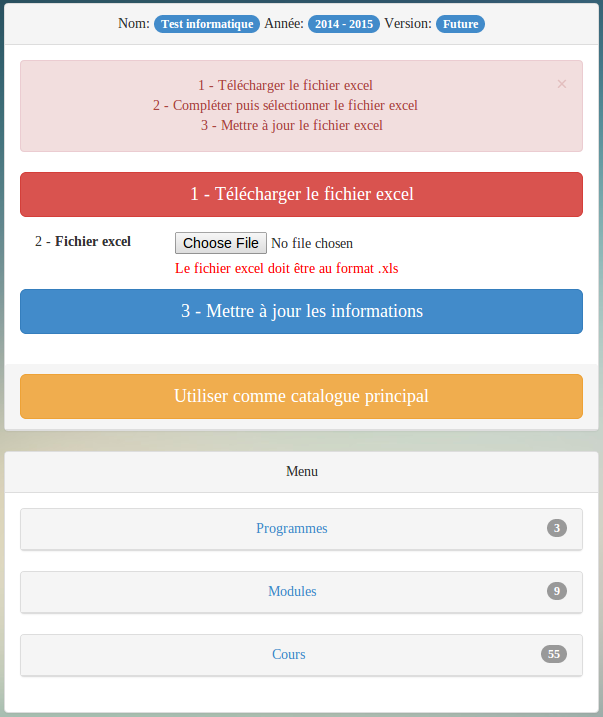 Nom: Test informatique Année: 2014 - 2015 Version: Future
1 - Télécharger le fichier excel ×
2 - Compléter puis sélectionner le fichier excel
3 - Mettre à jour le fichier excel
1 - Télécharger le fichier excel
2 - Fichier excel Choose File No file chosen
Le fichier excel doit être au format .xls
3 - Mettre à jour les informations
Utiliser comme catalogue principal
Menu
Programmes 3
Modules 9
Cours 55